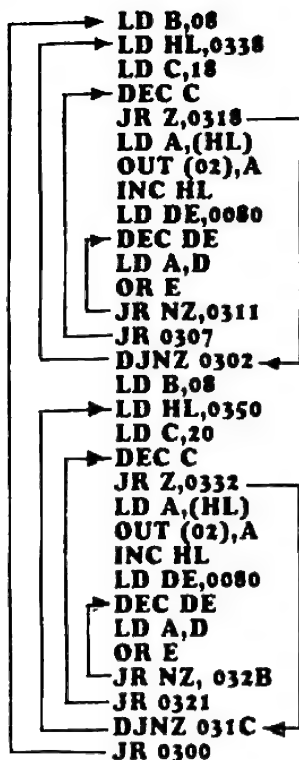 LD B,08
LD HL,0338
LD C,18
DEC C
JR Z,0318
LD A,(HL)
OUT (02),A
INC HL
LD DE,0080
DEC DE
LD A,D
OR E
JR NZ,0311
JR 0307
DJNZ 0302
LD B,08
LD HL,0350
LD C,20
DEC C
JR Z,0332
LD A,(HL)
OUT (02),A
INC HL
LD DE,0080
DEC DE
LD A,D
OR E
JR NZ, 032B
JR 0321
DJNZ 031C
JR 0300